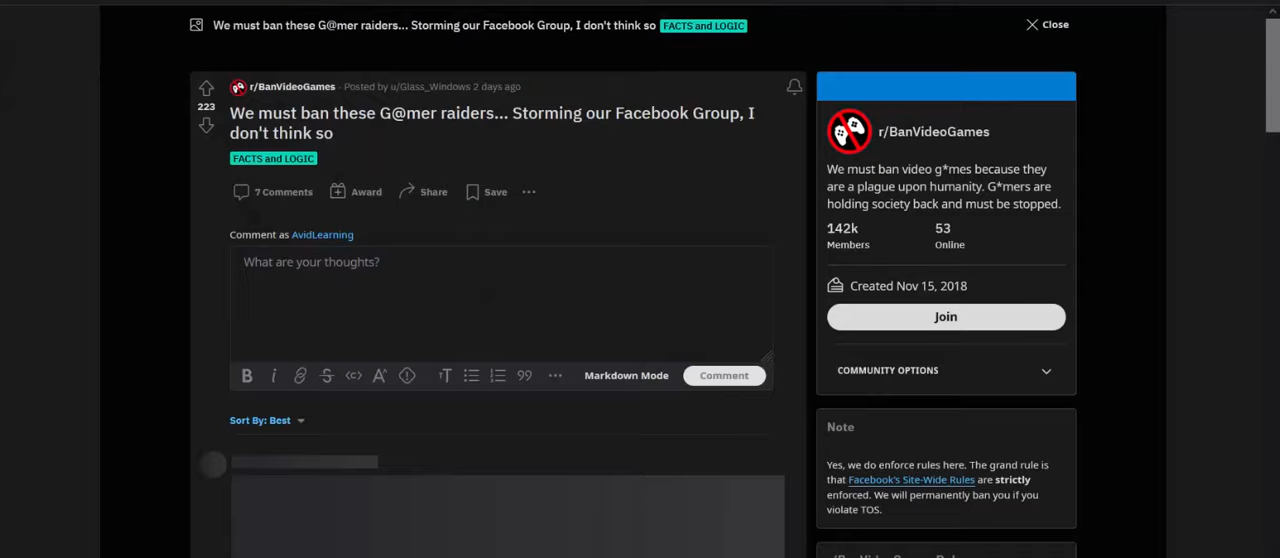 We must ban these G@mer raiders... Storming our Facebook Group, I don't think so FACTS and LOGIC
Close
r/BanVideoGames · Posted by u/Glass_Windows 2 days ago
223
We must ban these G@mer raiders... Storming our Facebook Group, I
don't think so
FACTS and LOGIC
7 Comments Award Share Save ...
Comment as AvidLearning
What are your thoughts?
B i Markdown Mode Comment
Sort By: Best
r/BanVideoGames
We must ban video g*mes because they
are a plague upon humanity. G*mers are
holding society back and must be stopped.
142k 53
Members Online
Created Nov 15, 2018
Join
COMMUNITY OPTIONS
Note
Yes, we do enforce rules here. The grand rule is
that Facebook's Site-Wide Rules are strictly
enforced. We will permanently ban you if you
violate TOS.